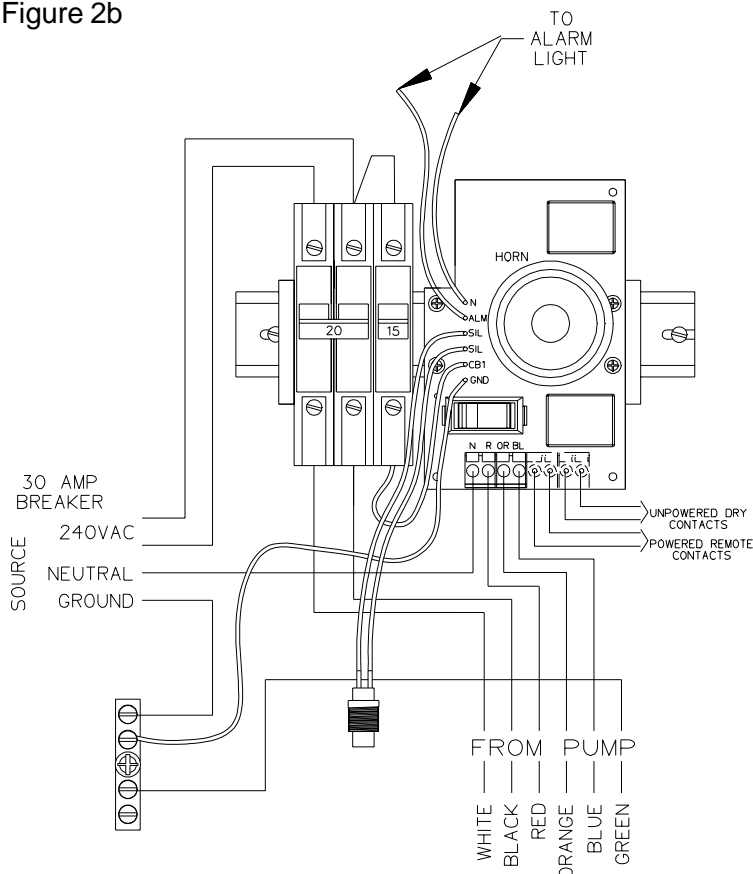 Figure 2b
TO
ALARM
LIGHT
HORN
N
ALM
SIL
SIL
CB1
GND
20
15
N R OR BL
30 AMP
BREAKER
240VAC
NEUTRAL
GROUND
SOURCE
UNPOWERED DRY
CONTACTS
POWERED REMOTE
CONTACTS
FROM PUMP
WHITE
BLACK
RED
ORANGE
BLUE
GREEN